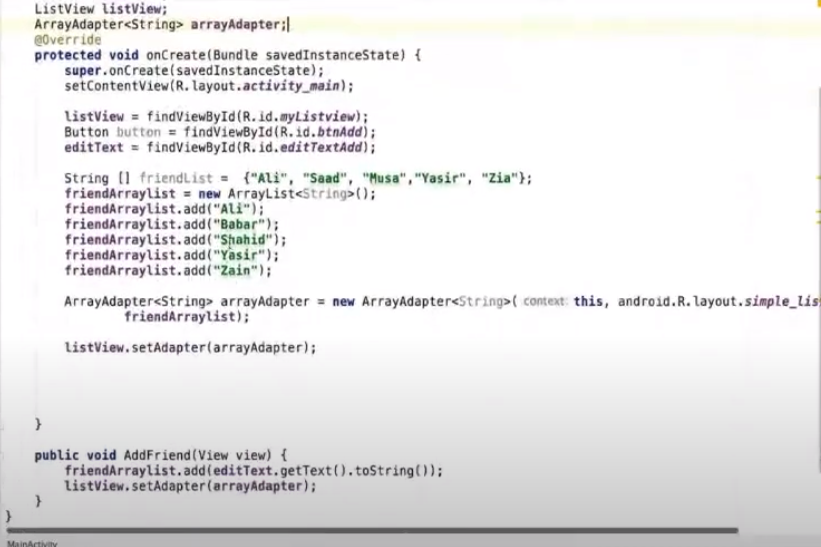 ListView listView;
ArrayAdapter<String> arrayAdapter;
@Override
protected void onCreate(Bundle savedInstanceState) {
super.onCreate(savedInstanceState);
setContentView(R.layout.activity_main);
listView = findViewById(R.id.myListview);
Button button = findViewById(R.id.btnAdd);
editText = findViewById(R.id.editTextAdd);
String [] friendList = {"Ali", "Saad", "Musa","Yasir", "Zia"};
friendArraylist = new ArrayList<String>();
friendArraylist.add("Ali");
friendArraylist.add("Babar");
friendArraylist.add("Shahid");
friendArraylist.add("Yasir");
friendArraylist.add("Zain");
ArrayAdapter<String> arrayAdapter = new ArrayAdapter<String>( context: this, android.R.layout.simple_lis
friendArraylist);
listView.setAdapter(arrayAdapter);
}
public void AddFriend(View view) {
friendArraylist.add(editText.getText().toString());
listView.setAdapter(arrayAdapter);
}
}
MainActivity